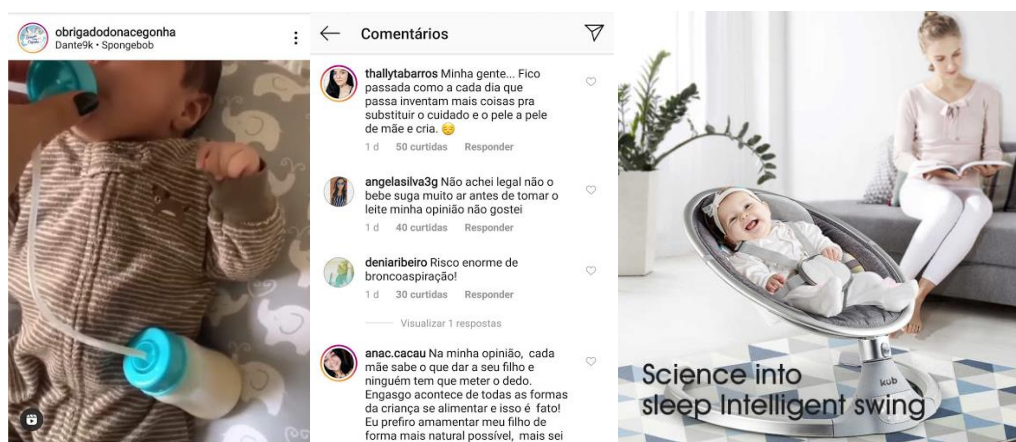 obrigadodonacegonha
Dante9k • Spongebob
Comentários
thallytabarros Minha gente... Fico
passada como a cada dia que
passa inventam mais coisas pra
substituir o cuidado e o pele a pele
de mãe e cria. 😔
1 d 50 curtidas Responder
angelasilva3g Não achei legal não o
bebe suga muito ar antes de tomar o
leite minha opinião não gostei
1 d 40 curtidas Responder
deniaribeiro Risco enorme de
broncoaspiração!
1 d 30 curtidas Responder
Visualizar 1 respostas
anac.cacau Na minha opinião, cada
mãe sabe o que dar a seu filho e
ninguém tem que meter o dedo.
Engasgo acontece de todas as formas
da criança se alimentar e isso é fato!
Eu prefiro amamentar meu filho de
forma mais natural possível, mais sei
Science into
sleep Intelligent swing
kub